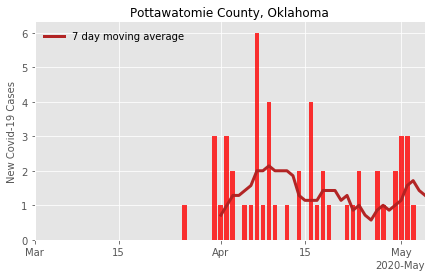 Pottawatomie County, Oklahoma
7 day moving average
New Covid-19 Cases
6
5
4
3
2
1
0
Mar 15 Apr 15 May
2020-May